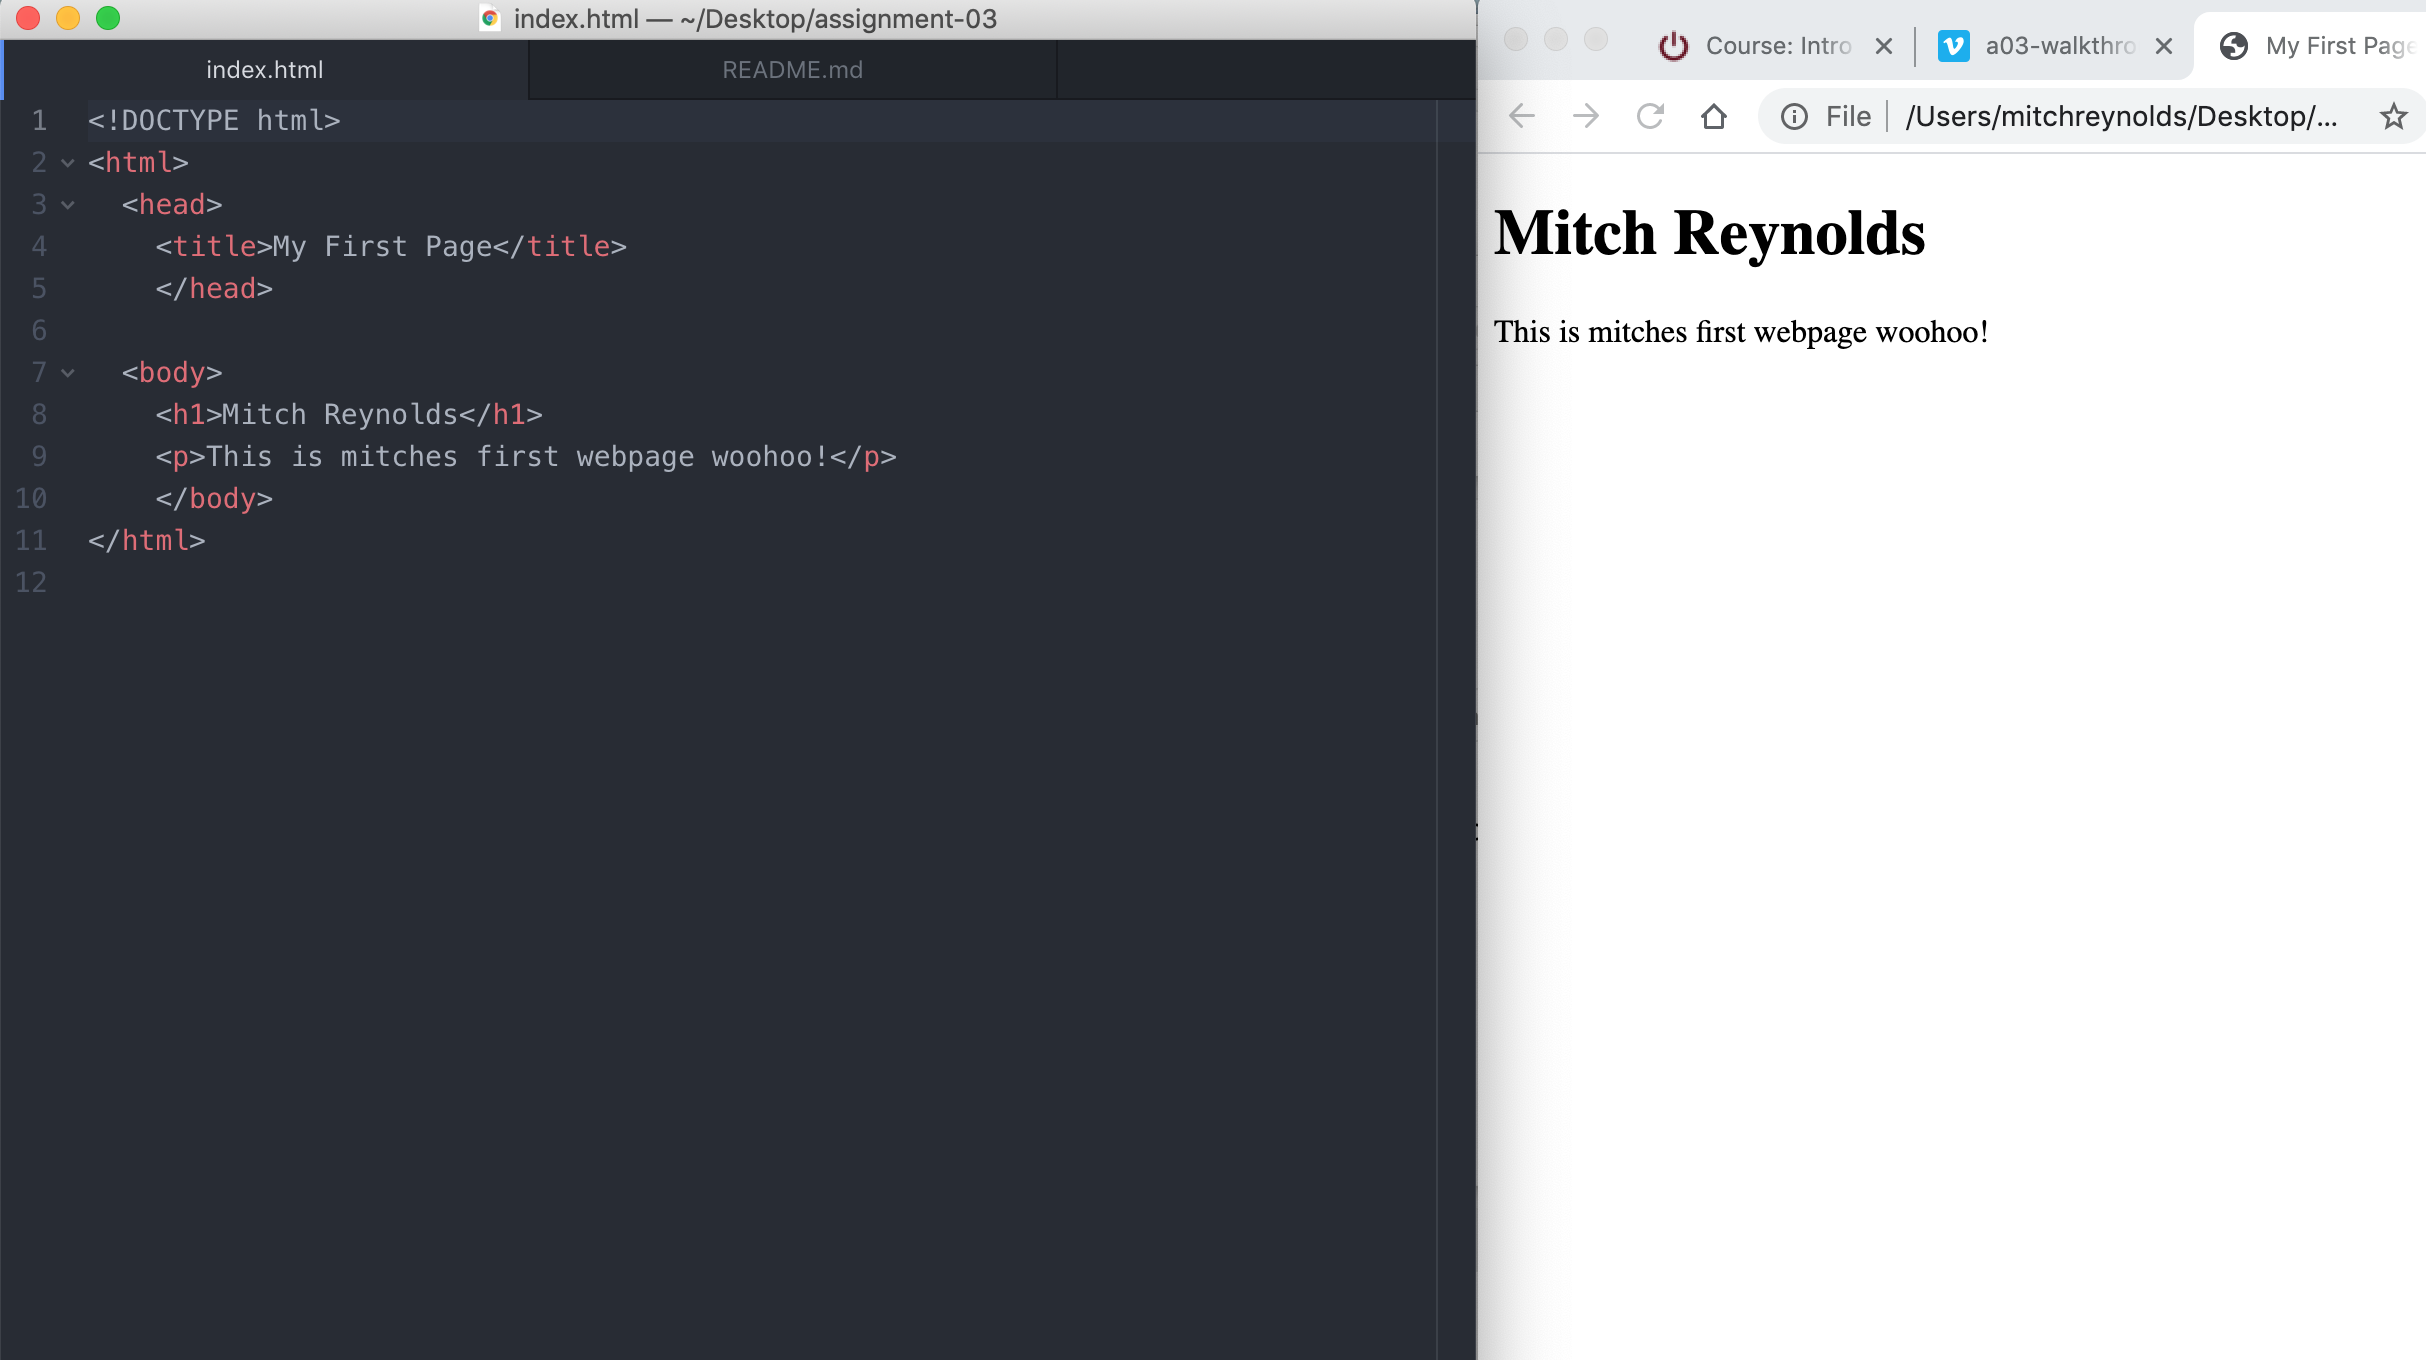 index.html — ~/Desktop/assignment-03
index.html
README.md
1 <!DOCTYPE html>
2 <html>
3 <head>
4 <title>My First Page</title>
5 </head>
6
7 <body>
8 <h1>Mitch Reynolds</h1>
9 <p>This is mitches first webpage woohoo!</p>
10 </body>
11 </html>
12
Course: Intro
a03-walkthro
My First Page
File /Users/mitchreynolds/Desktop/...
Mitch Reynolds
This is mitches first webpage woohoo!